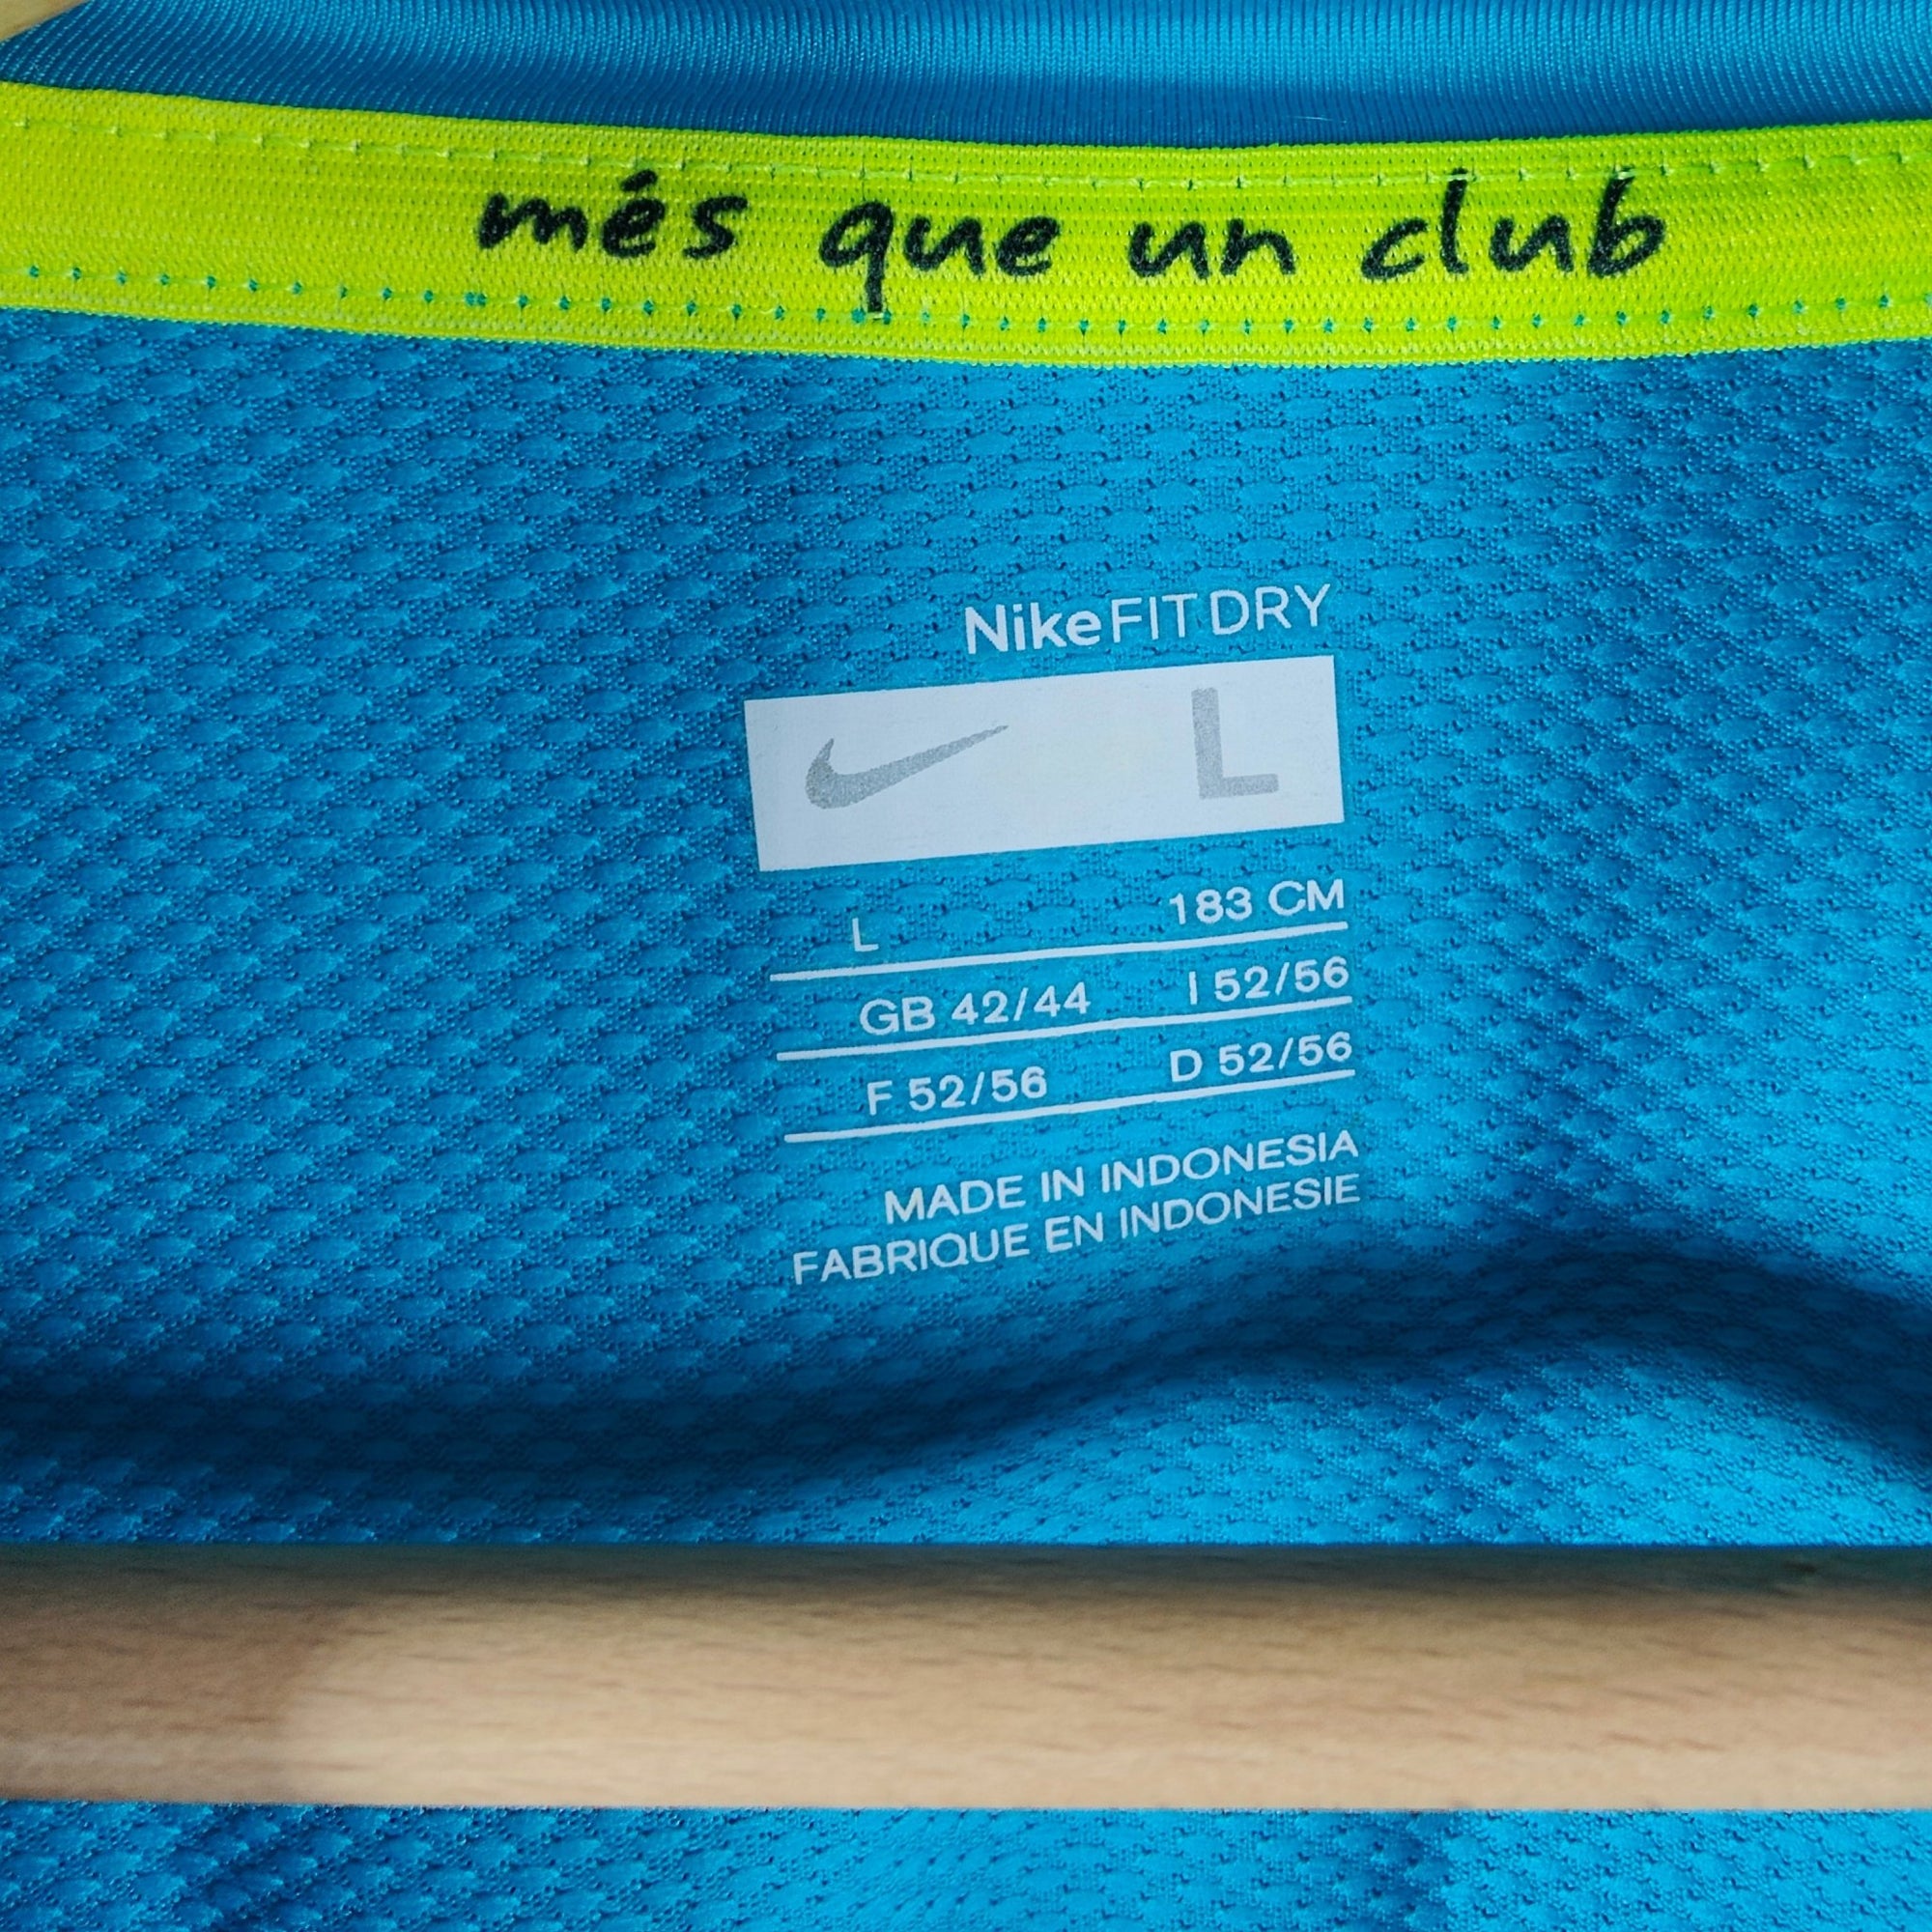 més que un club
NikeFIT DRY
L
L 183 CM
GB 42/44 I 52/56
F 52/56 D 52/56
MADE IN INDONESIA
FABRIQUE EN INDONESIE